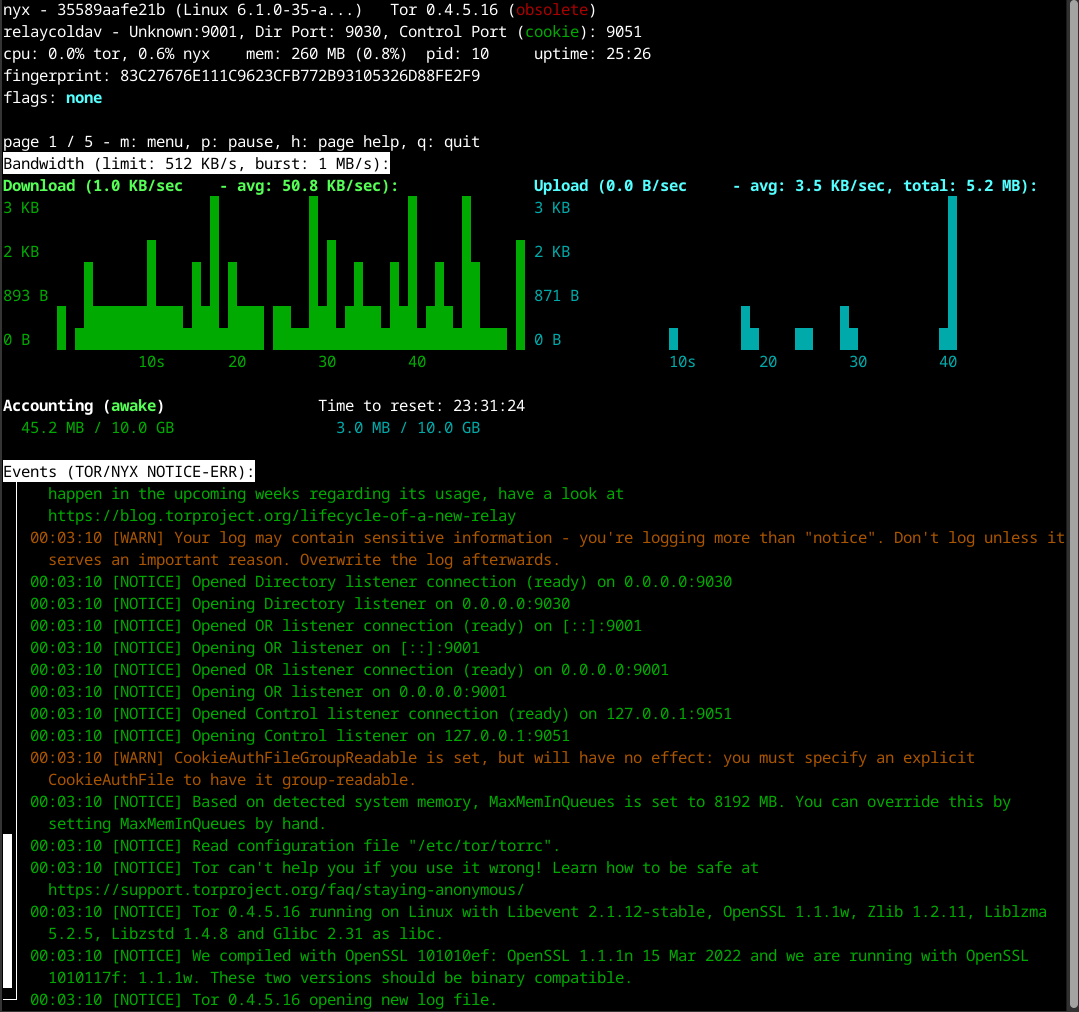 nyx - 35589aafe21b (Linux 6.1.0-35-a...)   Tor 0.4.5.16 (obsolete)
relaycoldav - Unknown:9001, Dir Port: 9030, Control Port (cookie): 9051
cpu: 0.0% tor, 0.6% nyx    mem: 260 MB (0.8%)  pid: 10     uptime: 25:26
fingerprint: 83C27676E111C9623CFB772B93105326D88FE2F9
flags: none
page 1 / 5 - m: menu, p: pause, h: page help, q: quit
Bandwidth (limit: 512 KB/s, burst: 1 MB/s):
Download (1.0 KB/sec    - avg: 50.8 KB/sec):   Upload (0.0 B/sec     - avg: 3.5 KB/sec, total: 5.2 MB):
3 KB   3 KB
2 KB   2 KB
893 B   871 B
0 B   0 B
10s   20   30   40   10s   20   30   40
Accounting (awake)   Time to reset: 23:31:24
45.2 MB / 10.0 GB   3.0 MB / 10.0 GB
Events (TOR/NYX NOTICE-ERR):
happen in the upcoming weeks regarding its usage, have a look at
https://blog.torproject.org/lifecycle-of-a-new-relay
00:03:10 [WARN] Your log may contain sensitive information - you're logging more than "notice". Don't log unless it
serves an important reason. Overwrite the log afterwards.
00:03:10 [NOTICE] Opened Directory listener connection (ready) on 0.0.0.0:9030
00:03:10 [NOTICE] Opening Directory listener on 0.0.0.0:9030
00:03:10 [NOTICE] Opened OR listener connection (ready) on [::]:9001
00:03:10 [NOTICE] Opening OR listener on [::]:9001
00:03:10 [NOTICE] Opened OR listener connection (ready) on 0.0.0.0:9001
00:03:10 [NOTICE] Opening OR listener on 0.0.0.0:9001
00:03:10 [NOTICE] Opened Control listener connection (ready) on 127.0.0.1:9051
00:03:10 [NOTICE] Opening Control listener on 127.0.0.1:9051
00:03:10 [WARN] CookieAuthFileGroupReadable is set, but will have no effect: you must specify an explicit
CookieAuthFile to have it group-readable.
00:03:10 [NOTICE] Based on detected system memory, MaxMemInQueues is set to 8192 MB. You can override this by
setting MaxMemInQueues by hand.
00:03:10 [NOTICE] Read configuration file "/etc/tor/torrc".
00:03:10 [NOTICE] Tor can't help you if you use it wrong! Learn how to be safe at
https://support.torproject.org/faq/staying-anonymous/
00:03:10 [NOTICE] Tor 0.4.5.16 running on Linux with Libevent 2.1.12-stable, OpenSSL 1.1.1w, Zlib 1.2.11, Liblzma
5.2.5, Libzstd 1.4.8 and Glibc 2.31 as libc.
00:03:10 [NOTICE] We compiled with OpenSSL 101010ef: OpenSSL 1.1.1n 15 Mar 2022 and we are running with OpenSSL
1010117f: 1.1.1w. These two versions should be binary compatible.
00:03:10 [NOTICE] Tor 0.4.5.16 opening new log file.